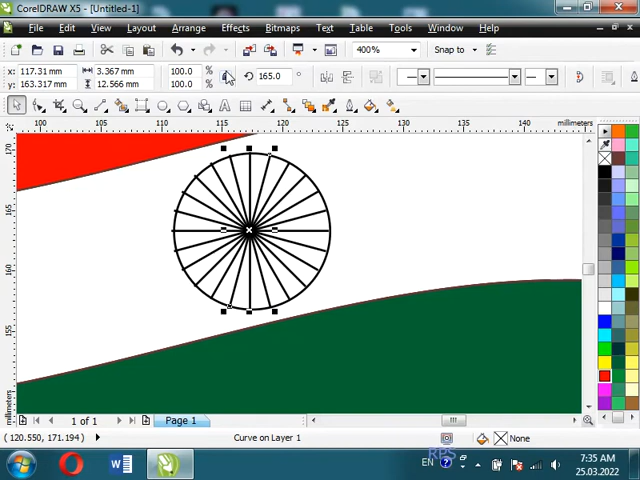 CorelDRAW X5 - [Untitled-1]
File Edit View Layout Arrange Effects Bitmaps Text Table Tools Window Help
400% Snap to
x: 117.31 mm 3.367 mm 100.0 % 165.0 °
y: 163.317 mm 12.566 mm 100.0 %
100 105 110 115 120 125 130 135 140 millimeters
170
165
160
155
millimeters
1 of 1 Page 1
( 120.550, 171.194 ) Curve on Layer 1 None
RPS
EN 7:35 AM
25.03.2022